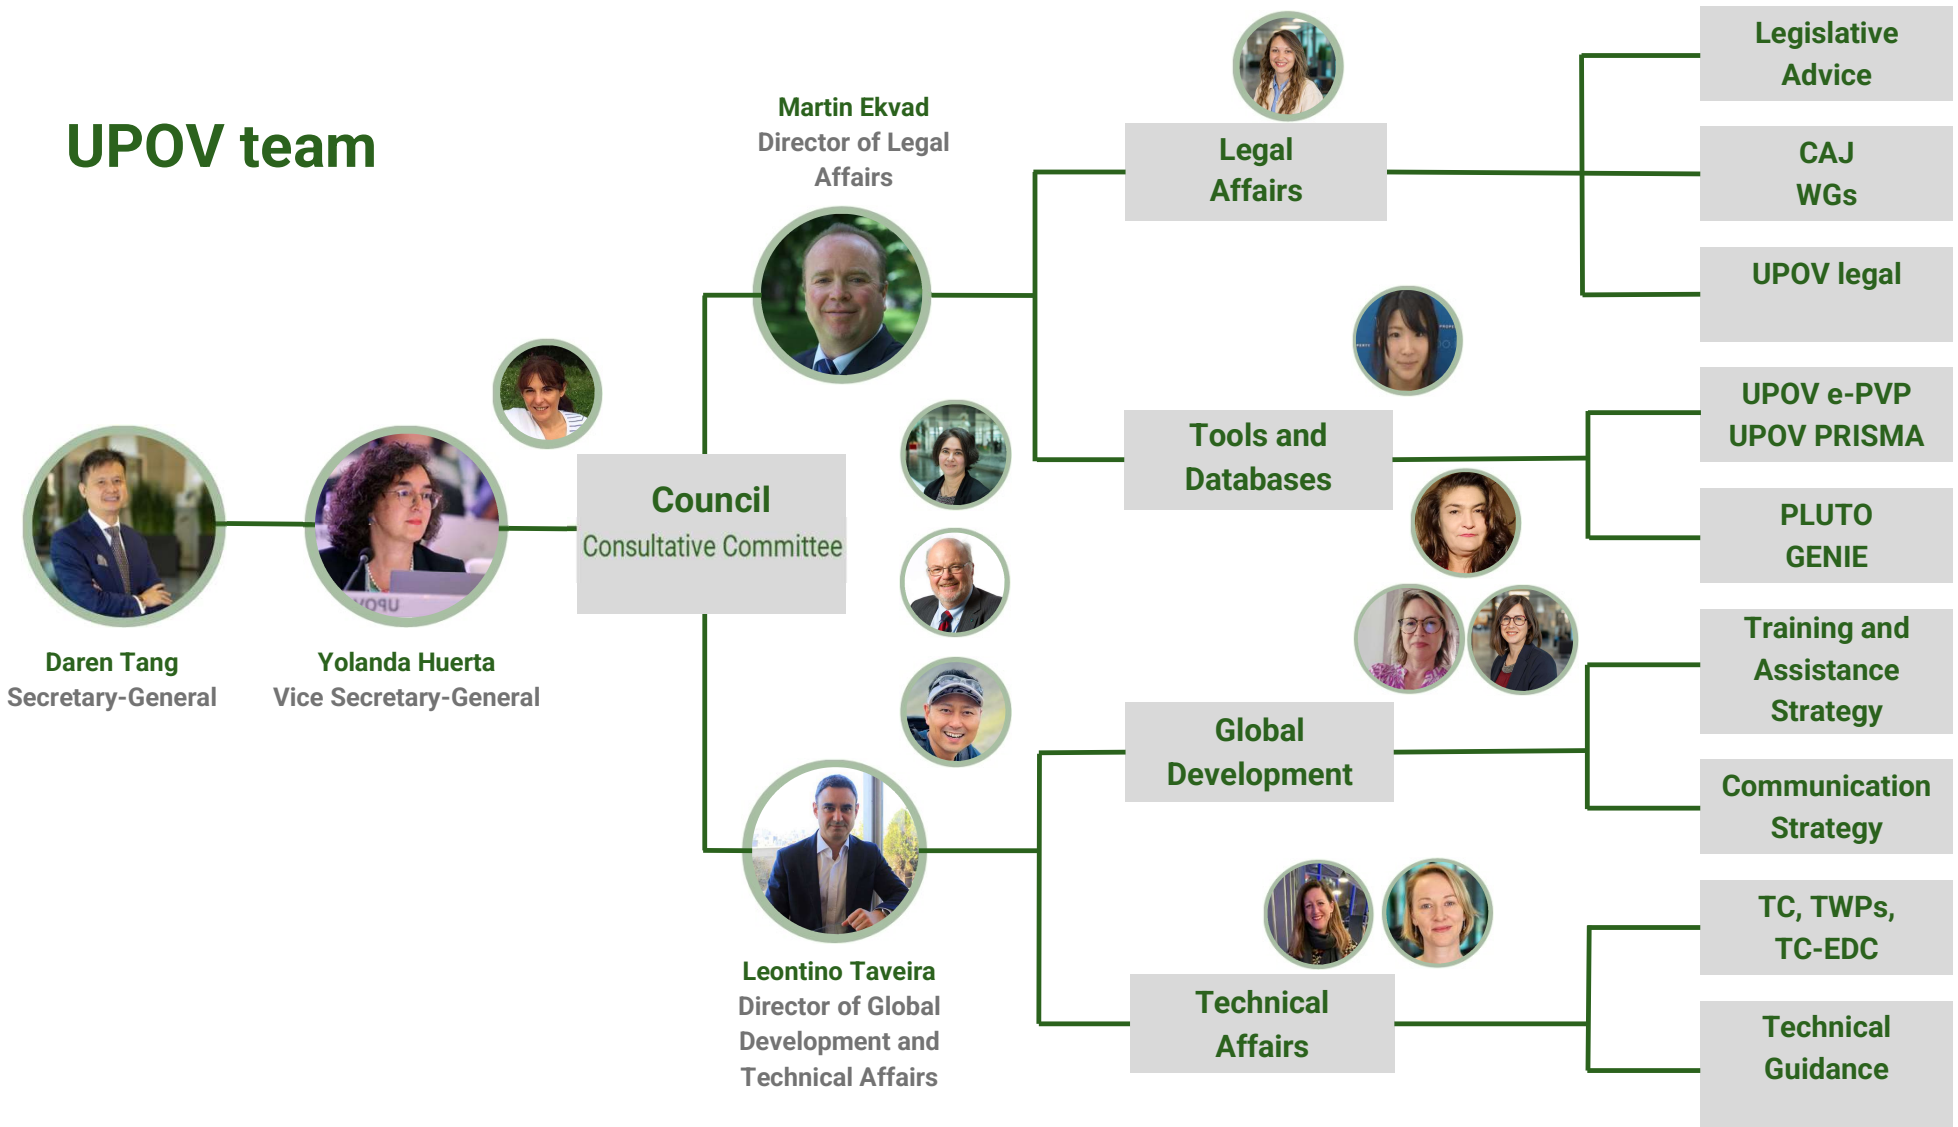 UPOV team
Daren Tang
Secretary-General
Yolanda Huerta
Vice Secretary-General
UPOV
Council
Consultative Committee
Martin Ekvad
Director of Legal
Affairs
Leontino Taveira
Director of Global
Development and
Technical Affairs
Legal
Affairs
Tools and
Databases
Global
Development
Technical
Affairs
Legislative
Advice
CAJ
WGs
UPOV legal
UPOV e-PVP
UPOV PRISMA
PLUTO
GENIE
Training and
Assistance
Strategy
Communication
Strategy
TC, TWPs,
TC-EDC
Technical
Guidance